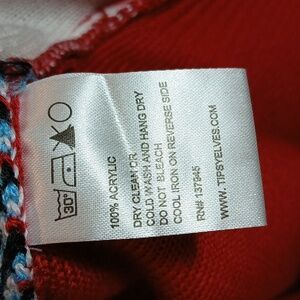 30°
100% ACRYLIC
DRY CLEAN OR
COLD WASH AND HANG DRY
DO NOT BLEACH
COOL IRON ON REVERSE SIDE
RN# 137945
WWW.TIPSYELVES.COM